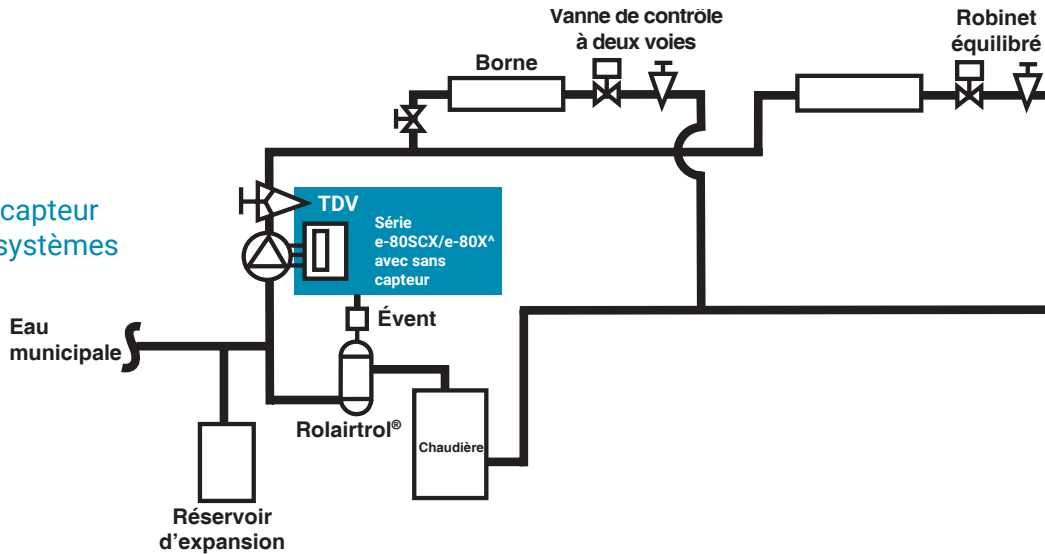 Vanne de contrôle
à deux voies
Robinet
équilibré
Borne
capteur
systèmes
TDV
Série
e-80SCX/e-80X^
avec sans
capteur
Évent
Eau
municipale
Rolairtrol®
Chaudière
Réservoir
d'expansion